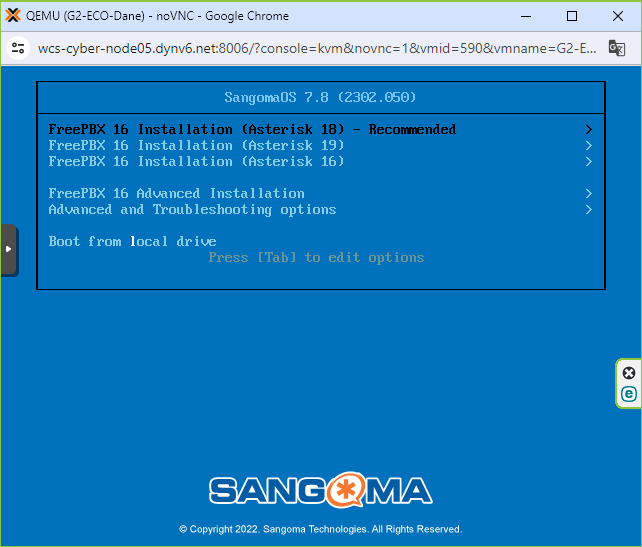 QEMU (G2-ECO-Dane) - noVNC - Google Chrome
wcs-cyber-node05.dynv6.net:8006/?console=kvm&novnc=1&vmid=590&vmname=G2-E...
SangomaOS 7.8 (2302.050)
FreePBX 16 Installation (Asterisk 18) - Recommended >
FreePBX 16 Installation (Asterisk 19) >
FreePBX 16 Installation (Asterisk 16) >
FreePBX 16 Advanced Installation >
Advanced and Troubleshooting options >
Boot from local drive
Press [Tab] to edit options
SANGOMA
© Copyright 2022. Sangoma Technologies. All Rights Reserved.